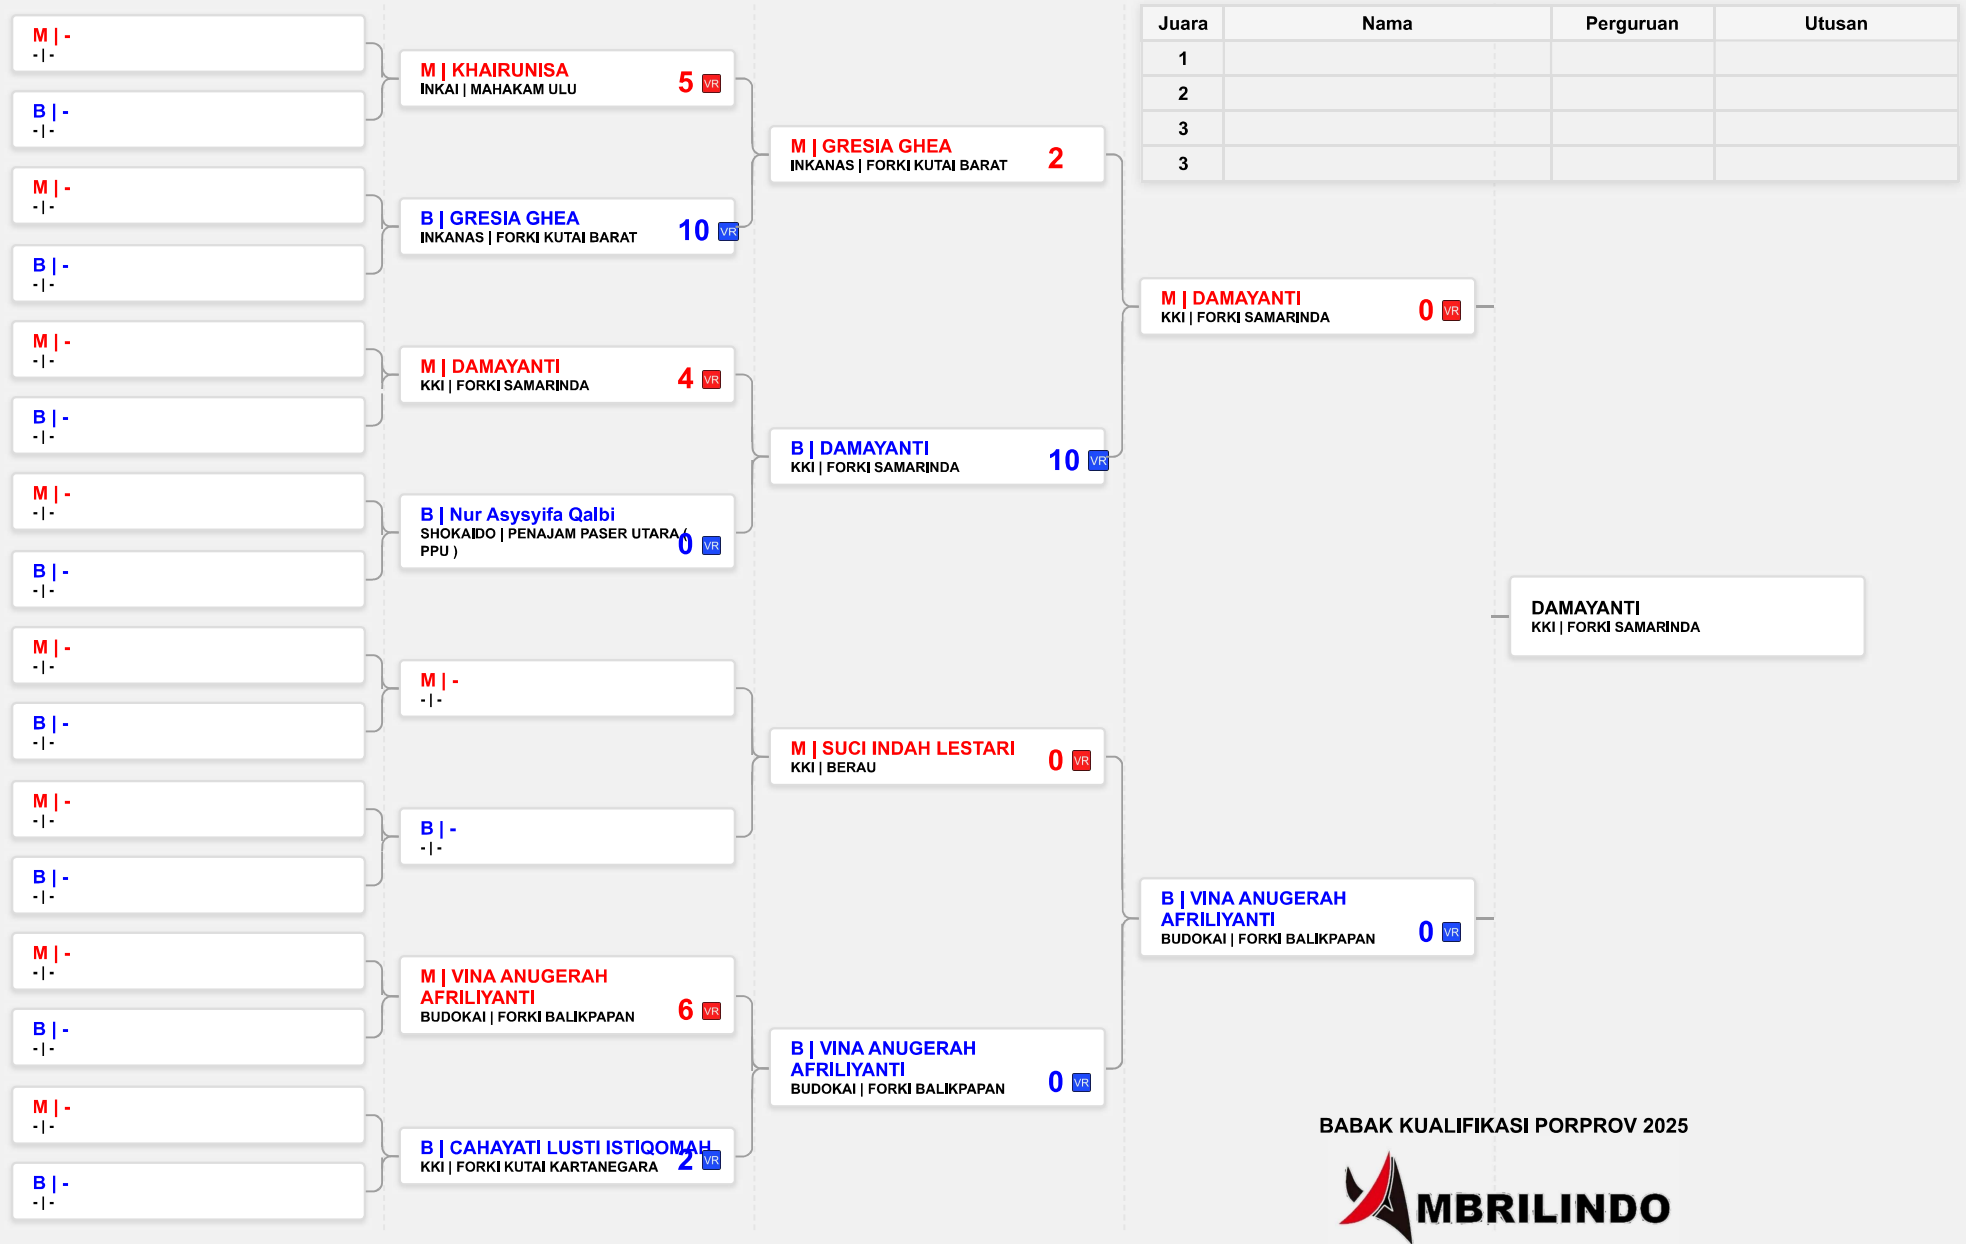 M | -
- | -
B | -
- | -
M | -
- | -
B | -
- | -
M | -
- | -
B | -
- | -
M | -
- | -
B | -
- | -
M | -
- | -
B | -
- | -
M | -
- | -
B | -
- | -
M | -
- | -
B | -
- | -
M | -
- | -
B | -
- | -
M | KHAIRUNISA
INKAI | MAHAKAM ULU
5 VR
B | GRESIA GHEA
INKANAS | FORKI KUTAI BARAT
10 VR
M | DAMAYANTI
KKI | FORKI SAMARINDA
4 VR
B | Nur Asysyifa Qalbi
SHOKAIDO | PENAJAM PASER UTARA (
PPU )
0 VR
M | -
- | -
B | -
- | -
M | VINA ANUGERAH
AFRILIYANTI
BUDOKAI | FORKI BALIKPAPAN
6 VR
B | CAHAYATI LUSTI ISTIQOMAH
KKI | FORKI KUTAI KARTANEGARA
2 VR
M | GRESIA GHEA
INKANAS | FORKI KUTAI BARAT
2
B | DAMAYANTI
KKI | FORKI SAMARINDA
10 VR
M | SUCI INDAH LESTARI
KKI | BERAU
0 VR
B | VINA ANUGERAH
AFRILIYANTI
BUDOKAI | FORKI BALIKPAPAN
0 VR
M | DAMAYANTI
KKI | FORKI SAMARINDA
0 VR
B | VINA ANUGERAH
AFRILIYANTI
BUDOKAI | FORKI BALIKPAPAN
0 VR
DAMAYANTI
KKI | FORKI SAMARINDA
Juara Nama Perguruan Utusan
1
2
3
3
BABAK KUALIFIKASI PORPROV 2025
MBRILINDO